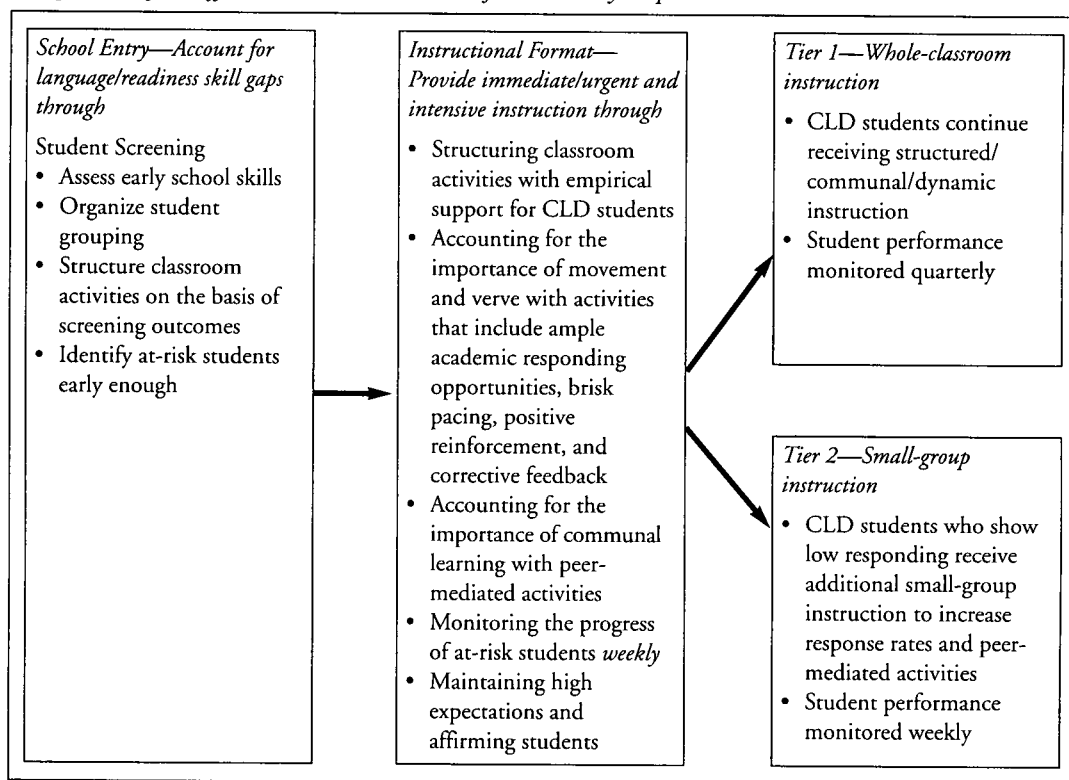 School Entry—Account for
language/readiness skill gaps
through
Student Screening
• Assess early school skills
• Organize student
grouping
• Structure classroom
activities on the basis of
screening outcomes
• Identify at-risk students
early enough
Instructional Format—
Provide immediate/urgent and
intensive instruction through
• Structuring classroom
activities with empirical
support for CLD students
• Accounting for the
importance of movement
and verve with activities
that include ample
academic responding
opportunities, brisk
pacing, positive
reinforcement, and
corrective feedback
• Accounting for the
importance of communal
learning with peer-
mediated activities
• Monitoring the progress
of at-risk students weekly
• Maintaining high
expectations and
affirming students
Tier 1—Whole-classroom
instruction
• CLD students continue
receiving structured/
communal/dynamic
instruction
• Student performance
monitored quarterly
Tier 2—Small-group
instruction
• CLD students who show
low responding receive
additional small-group
instruction to increase
response rates and peer-
mediated activities
• Student performance
monitored weekly